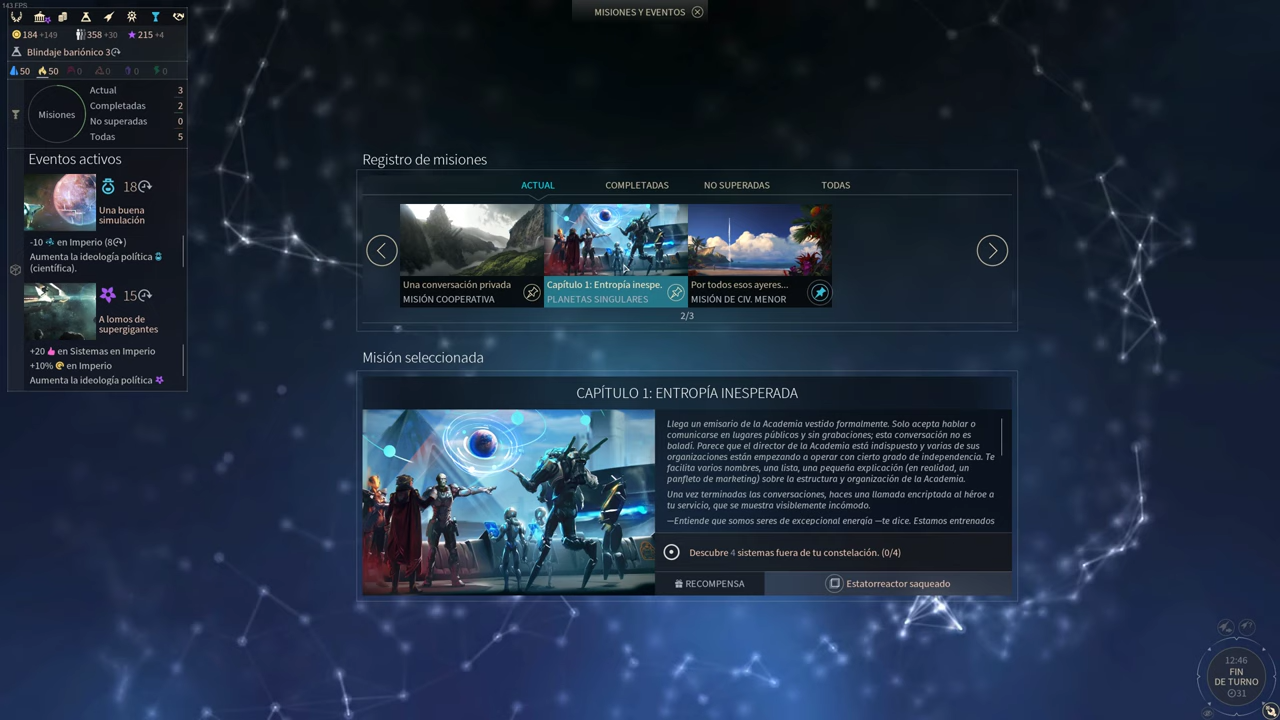 143 FPS
MISIONES Y EVENTOS
184 +149
358 +30
215 +4
Blindaje bariónico 3
50
50
0
0
0
0
Misiones
Actual 3
Completadas 2
No superadas 0
Todas 5
Eventos activos
18
Una buena
simulación
-10 en Imperio (8)
Aumenta la ideología política
(científica).
15
A lomos de
supergigantes
+20 en Sistemas en Imperio
+10% en Imperio
Aumenta la ideología política
Registro de misiones
ACTUAL
COMPLETADAS
NO SUPERADAS
TODAS
Una conversación privada
MISIÓN COOPERATIVA
Capítulo 1: Entropía inespe.
PLANETAS SINGULARES
Por todos esos ayeres...
MISIÓN DE CIV. MENOR
2/3
Misión seleccionada
CAPÍTULO 1: ENTROPÍA INESPERADA
Llega un emisario de la Academia vestido formalmente. Solo acepta hablar o
comunicarse en lugares públicos y sin grabaciones; esta conversación no es
baladí. Parece que el director de la Academia está indispuesto y varias de sus
organizaciones están empezando a operar con cierto grado de independencia. Te
facilita varios nombres, una lista, una pequeña explicación (en realidad, un
panfleto de marketing) sobre la estructura y organización de la Academia.
Una vez terminadas las conversaciones, haces una llamada encriptada al héroe a
tu servicio, que se muestra visiblemente incómodo.
—Entiende que somos seres de excepcional energía —te dice. Estamos entrenados
Descubre 4 sistemas fuera de tu constelación. (0/4)
RECOMPENSA
Estatorreactor saqueado
12:46
FIN
DE TURNO
31